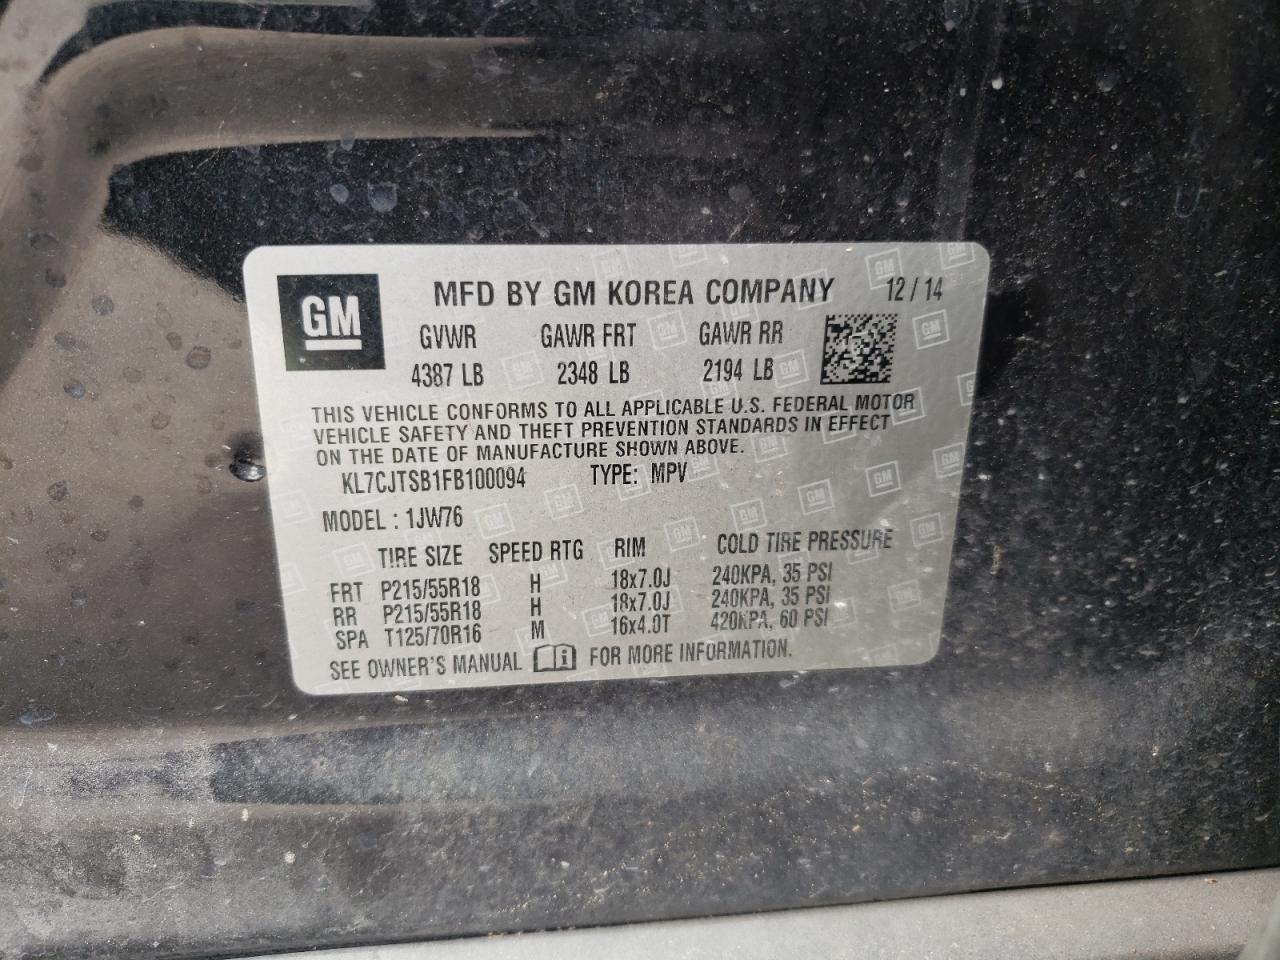 GM
MFD BY GM KOREA COMPANY 12 / 14
GVWR GAWR FRT GAWR RR
4387 LB 2348 LB 2194 LB
THIS VEHICLE CONFORMS TO ALL APPLICABLE U.S. FEDERAL MOTOR
VEHICLE SAFETY AND THEFT PREVENTION STANDARDS IN EFFECT
ON THE DATE OF MANUFACTURE SHOWN ABOVE.
KL7CJTSB1FB100094 TYPE: MPV
MODEL : 1JW76
TIRE SIZE SPEED RTG RIM COLD TIRE PRESSURE
FRT P215/55R18 H 18x7.0J 240KPA, 35 PSI
RR P215/55R18 H 18x7.0J 240KPA, 35 PSI
SPA T125/70R16 M 16x4.0T 420KPA, 60 PSI
SEE OWNER'S MANUAL i FOR MORE INFORMATION.